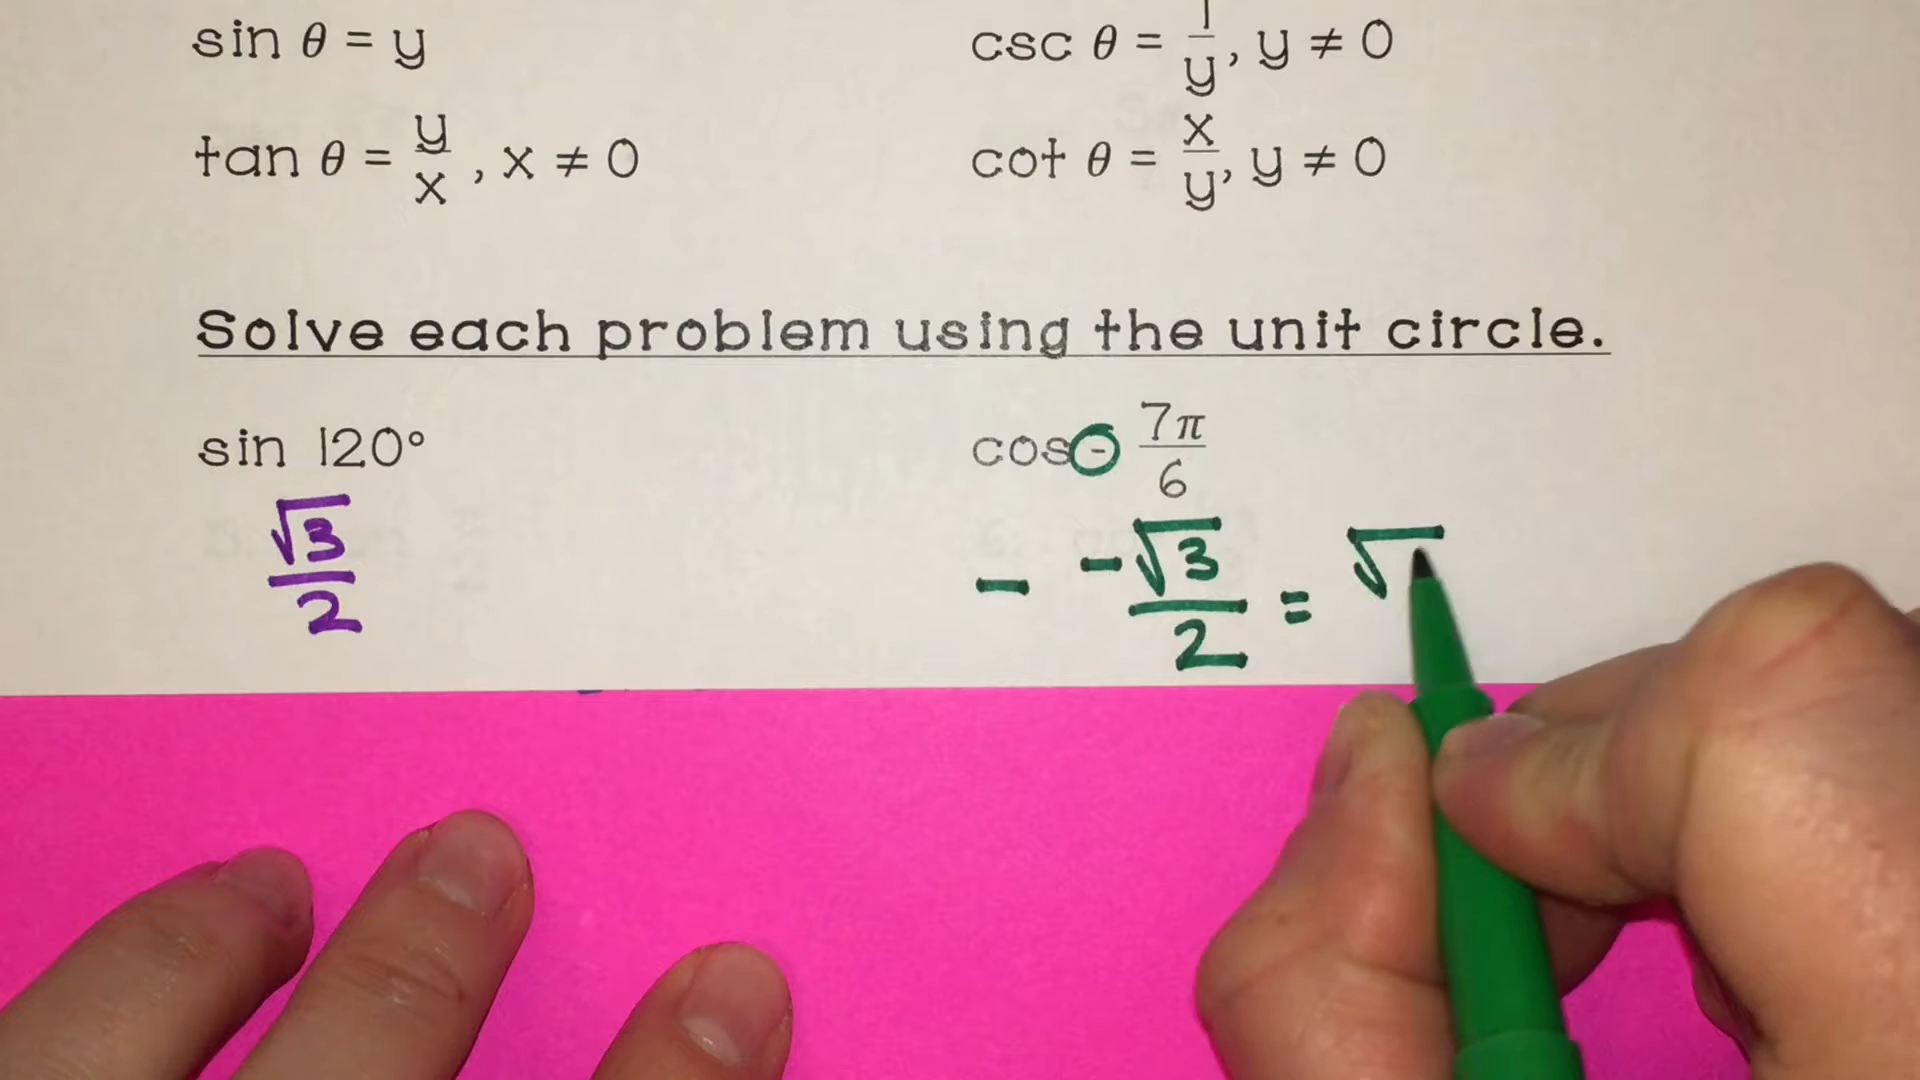 sin θ = y
csc θ = 1/y, y ≠ 0
tan θ = y/x, x ≠ 0
cot θ = x/y, y ≠ 0
Solve each problem using the unit circle.
sin 120°
cos - 7π/6
√3/2
- -√3/2 = √